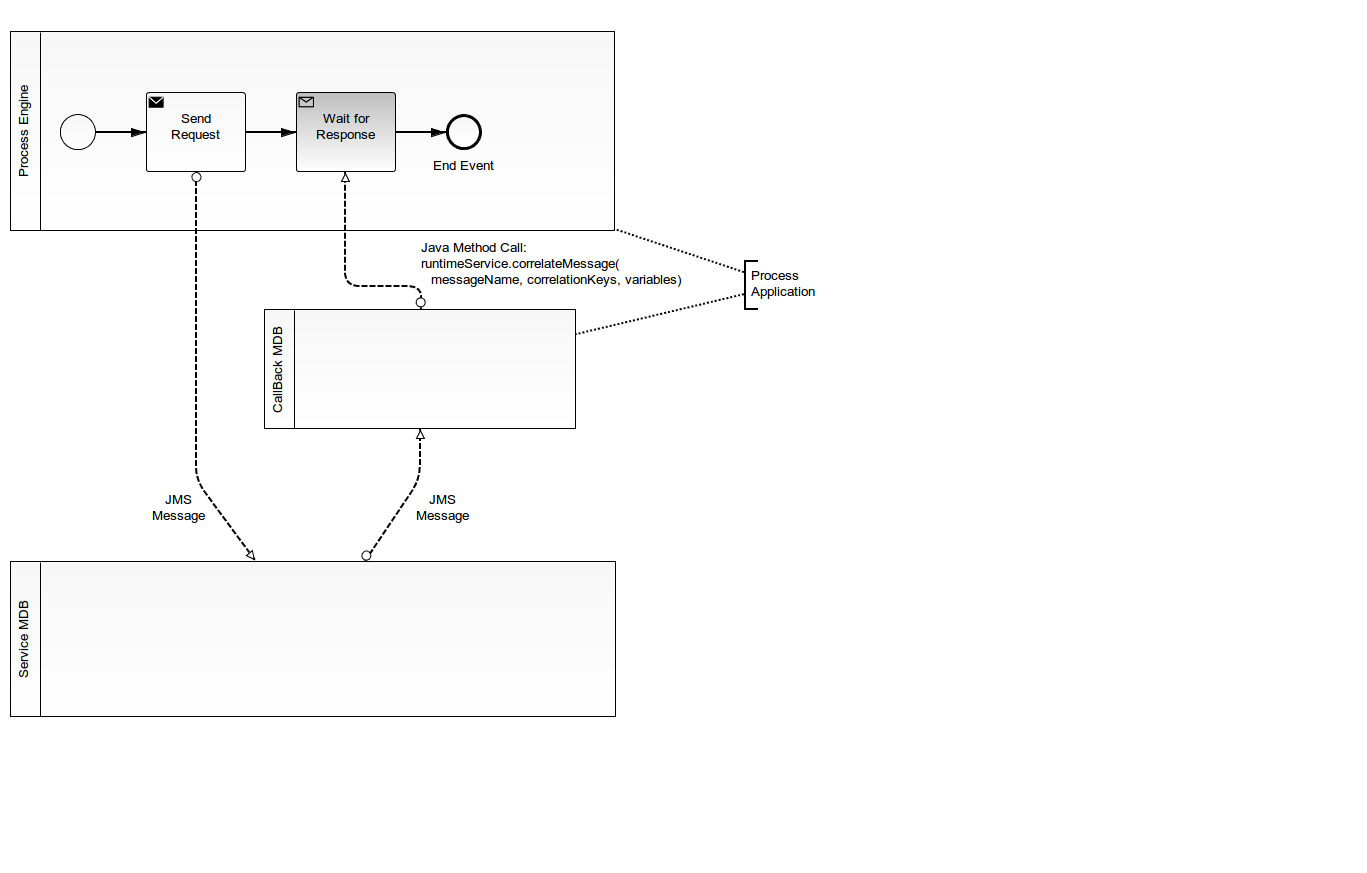 Process Engine
Send
Request
Wait for
Response
End Event
Java Method Call:
runtimeService.correlateMessage(
messageName, correlationKeys, variables)
Process
Application
CallBack MDB
JMS
Message
JMS
Message
Service MDB